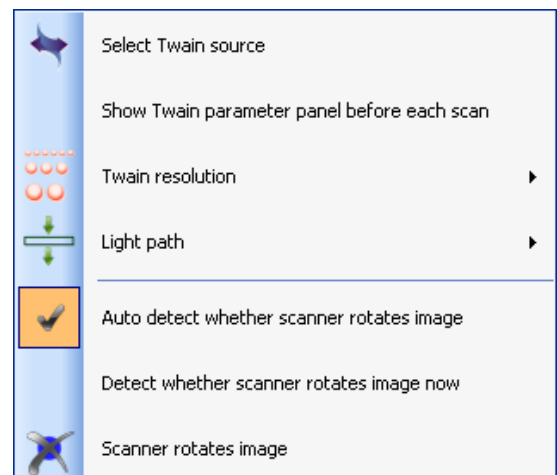 Select Twain source
Show Twain parameter panel before each scan
Twain resolution
Light path
Auto detect whether scanner rotates image
Detect whether scanner rotates image now
Scanner rotates image